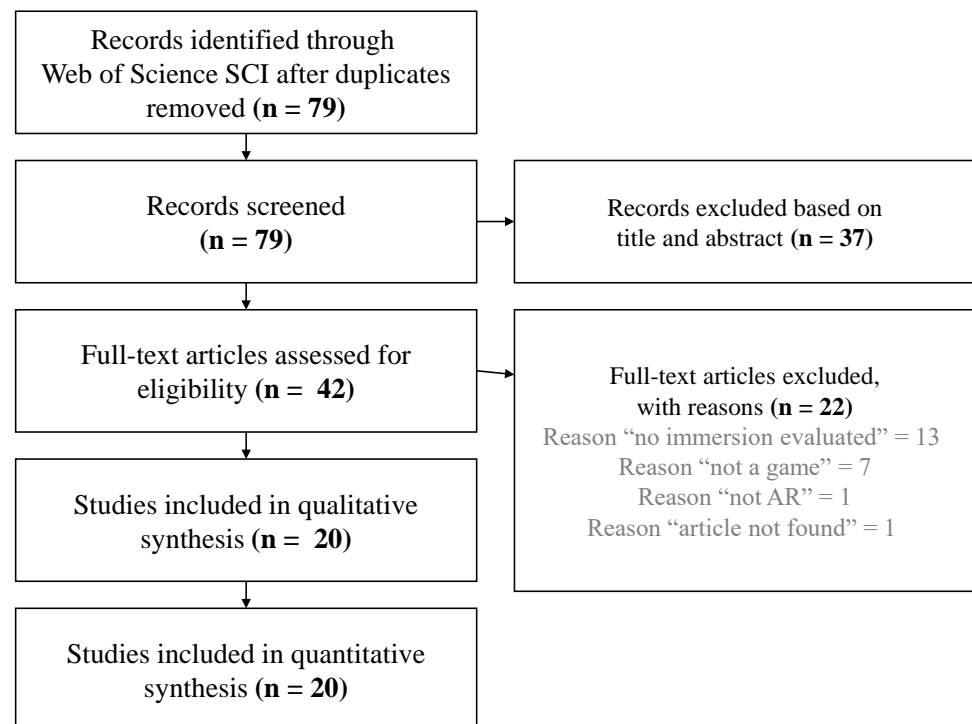 Records identified through
Web of Science SCI after duplicates
removed (n = 79)
Records screened
(n = 79)
Records excluded based on
title and abstract (n = 37)
Full-text articles assessed for
eligibility (n = 42)
Full-text articles excluded,
with reasons (n = 22)
Reason “no immersion evaluated” = 13
Reason “not a game” = 7
Reason “not AR” = 1
Reason “article not found” = 1
Studies included in qualitative
synthesis (n = 20)
Studies included in quantitative
synthesis (n = 20)